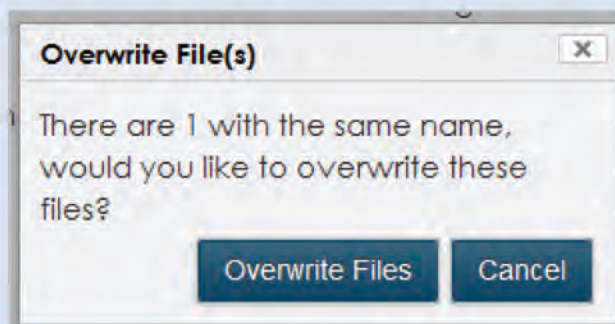 Overwrite File(s)
There are 1 with the same name,
would you like to overwrite these
files?
Overwrite Files Cancel